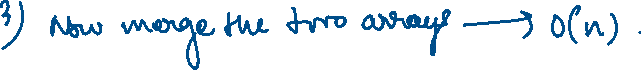 3) Now merge the two arrays ⟶ O(n).